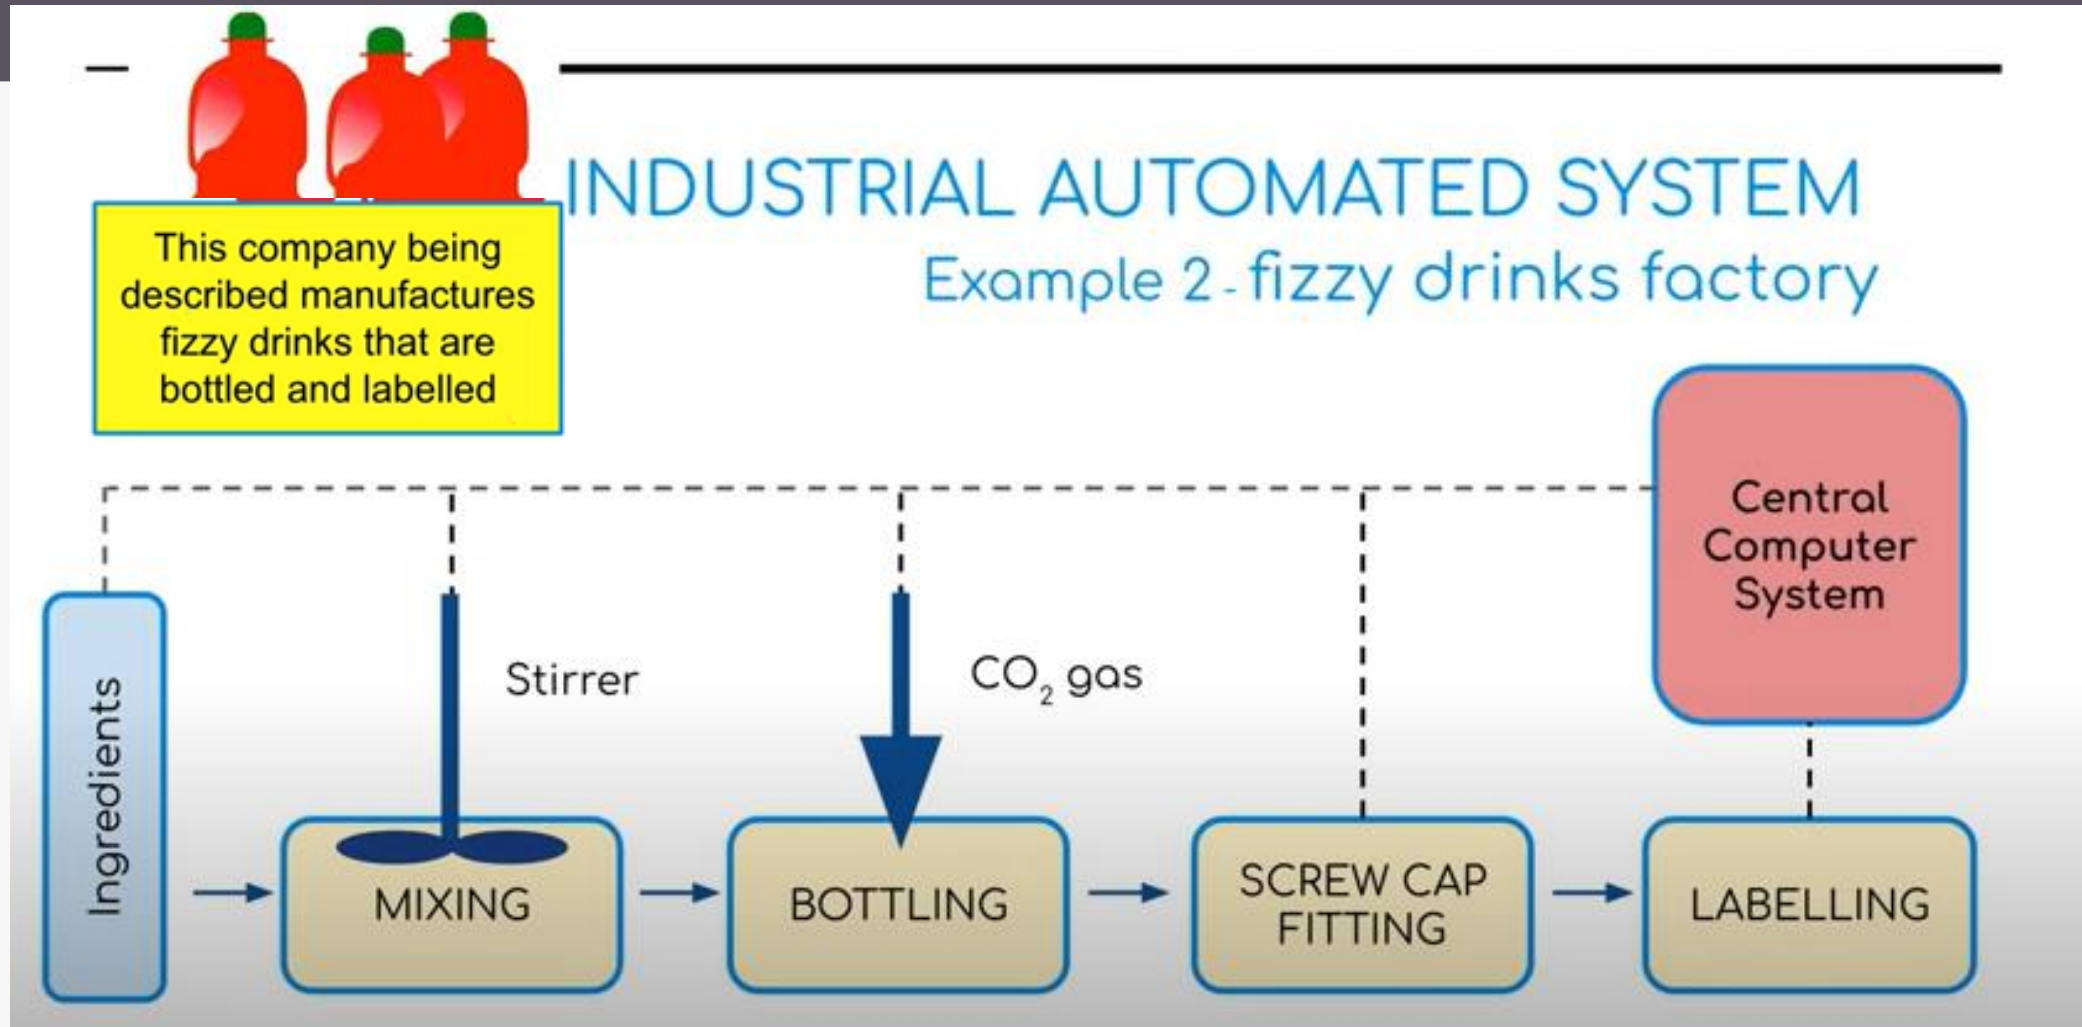 INDUSTRIAL AUTOMATED SYSTEM
Example 2 - fizzy drinks factory
This company being
described manufactures
fizzy drinks that are
bottled and labelled
Central
Computer
System
Ingredients
Stirrer
CO₂ gas
MIXING
BOTTLING
SCREW CAP
FITTING
LABELLING